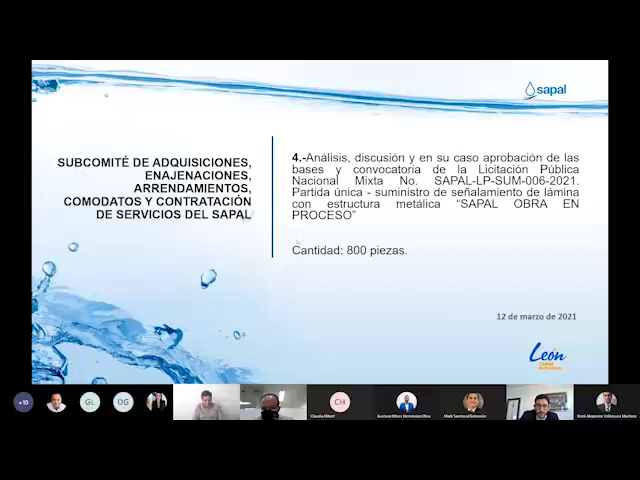 sapal
SUBCOMITÉ DE ADQUISICIONES,
ENAJENACIONES,
ARRENDAMIENTOS,
COMODATOS Y CONTRATACIÓN
DE SERVICIOS DEL SAPAL
4.-Análisis, discusión y en su caso aprobación de las
bases y convocatoria de la Licitación Pública
Nacional Mixta No. SAPAL-LP-SUM-006-2021.
Partida única - suministro de señalamiento de lámina
con estructura metálica “SAPAL OBRA EN
PROCESO”
Cantidad: 800 piezas.
12 de marzo de 2021
León
+10
GL
DG
CH